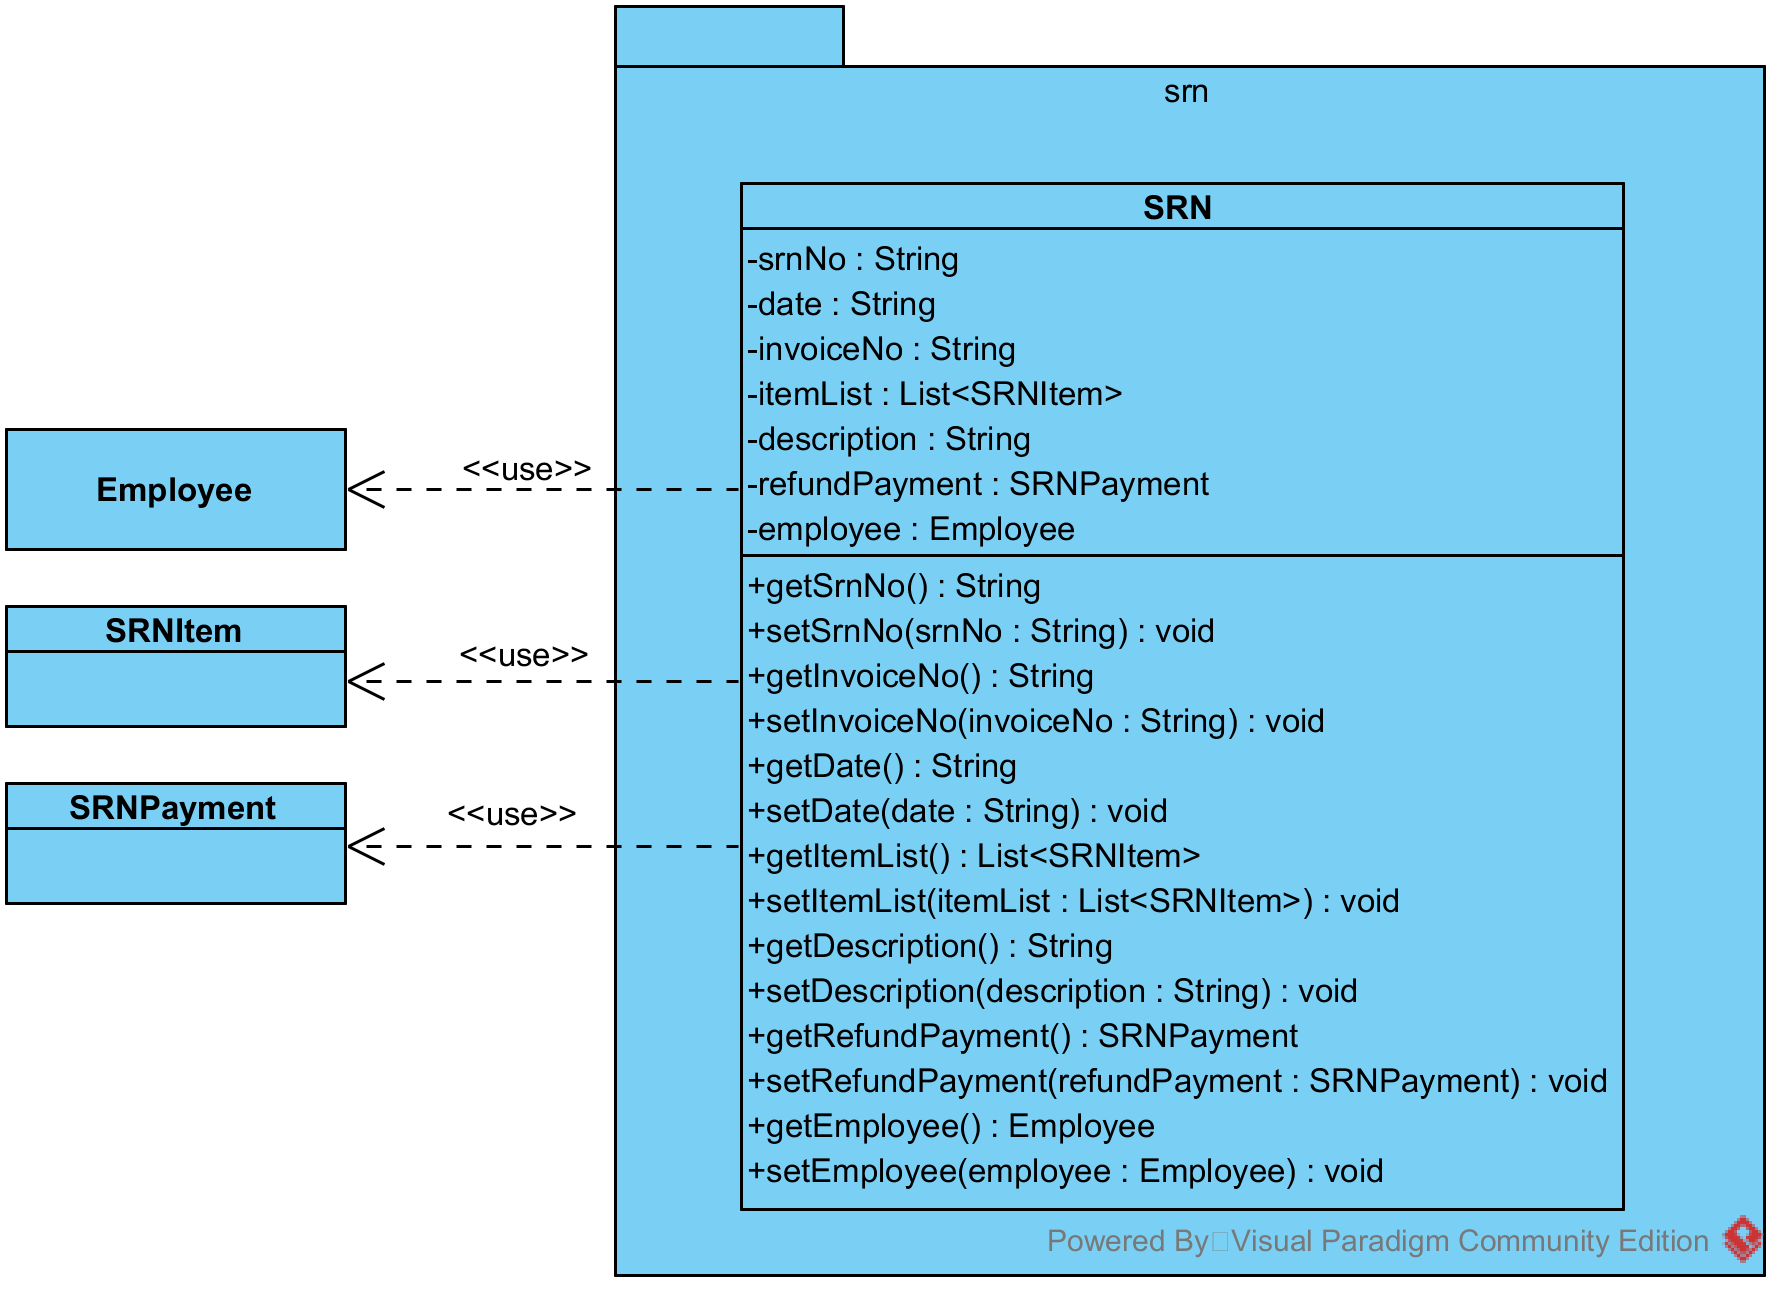 srn
SRN
-srnNo : String
-date : String
-invoiceNo : String
-itemList : List<SRNItem>
-description : String
-refundPayment : SRNPayment
-employee : Employee
+getSrnNo() : String
+setSrnNo(srnNo : String) : void
+getInvoiceNo() : String
+setInvoiceNo(invoiceNo : String) : void
+getDate() : String
+setDate(date : String) : void
+getItemList() : List<SRNItem>
+setItemList(itemList : List<SRNItem>) : void
+getDescription() : String
+setDescription(description : String) : void
+getRefundPayment() : SRNPayment
+setRefundPayment(refundPayment : SRNPayment) : void
+getEmployee() : Employee
+setEmployee(employee : Employee) : void
<<use>>
Employee
<<use>>
SRNItem
<<use>>
SRNPayment
Powered By Visual Paradigm Community Edition